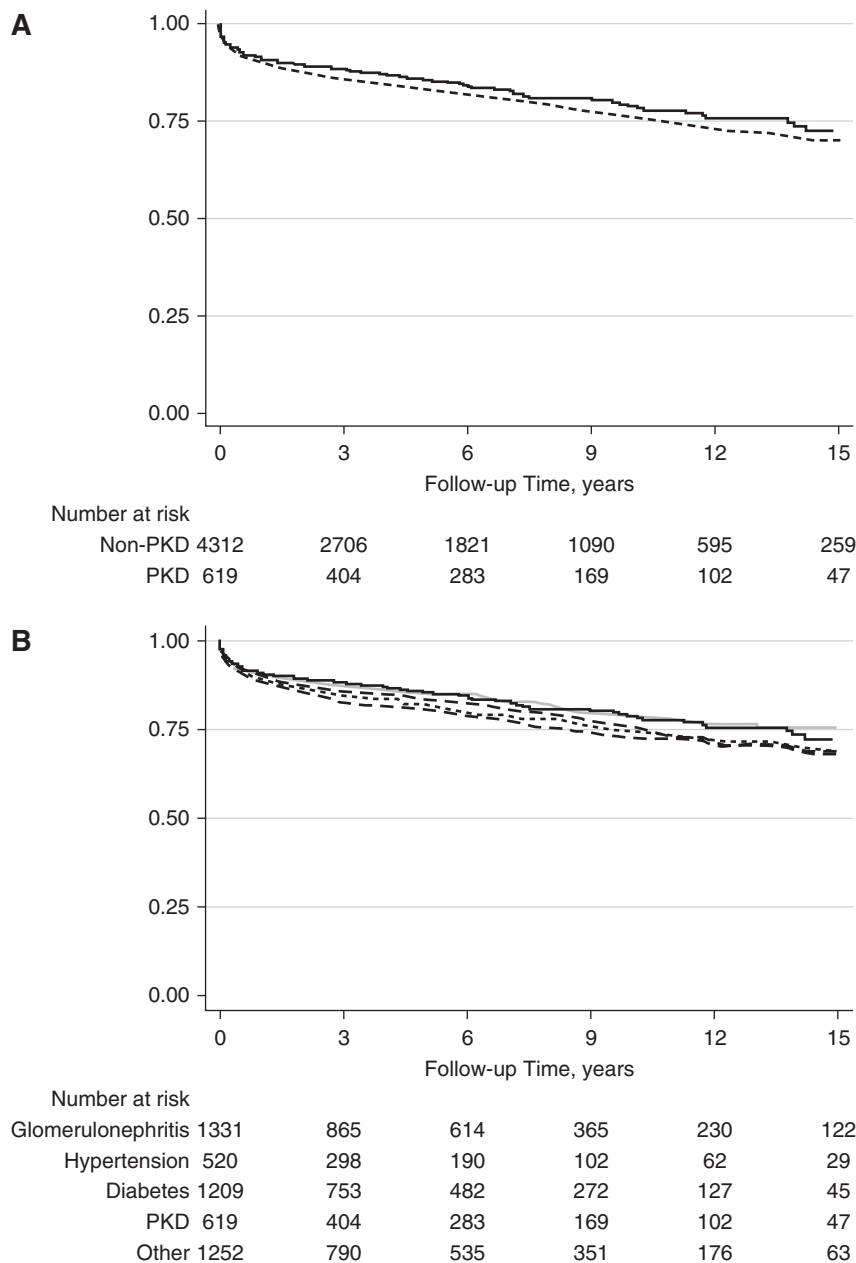 A
1.00
0.75
0.50
0.25
0.00
0 3 6 9 12 15
Follow-up Time, years
Number at risk
Non-PKD 4312 2706 1821 1090 595 259
PKD 619 404 283 169 102 47
B
1.00
0.75
0.50
0.25
0.00
0 3 6 9 12 15
Follow-up Time, years
Number at risk
Glomerulonephritis 1331 865 614 365 230 122
Hypertension 520 298 190 102 62 29
Diabetes 1209 753 482 272 127 45
PKD 619 404 283 169 102 47
Other 1252 790 535 351 176 63